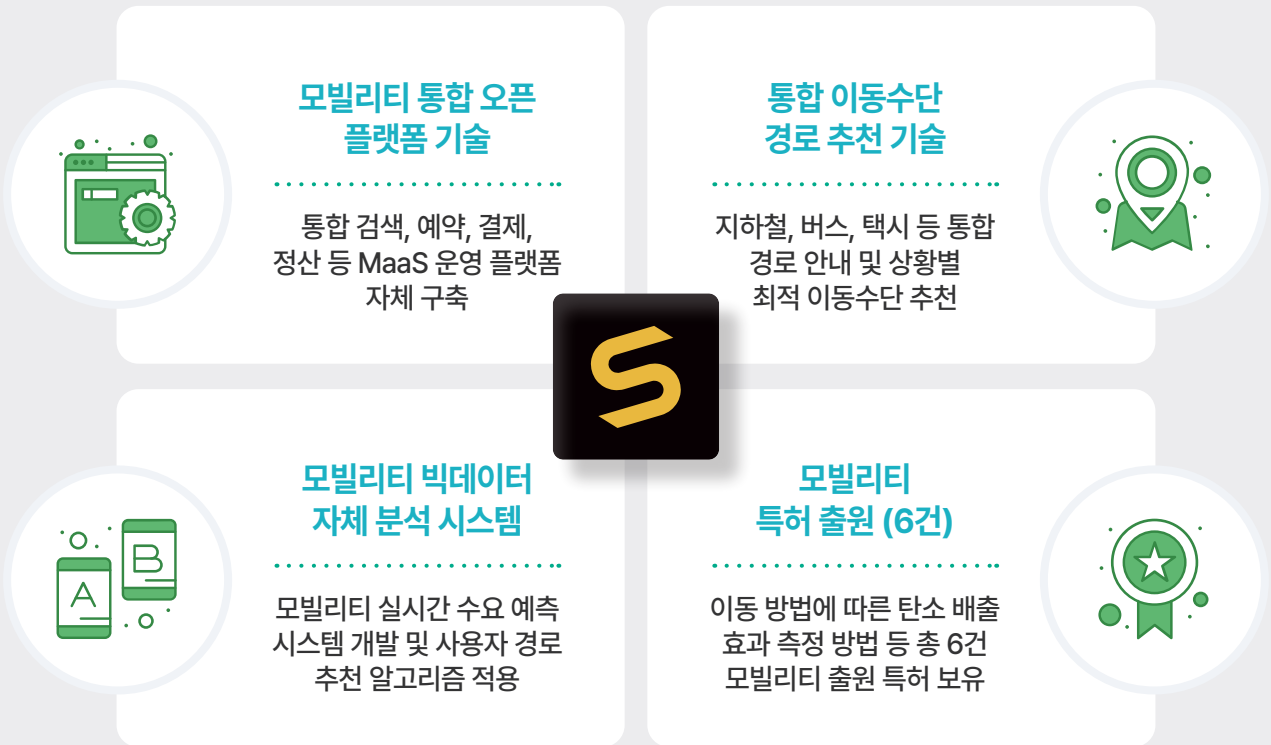 모빌리티 통합 오픈
플랫폼 기술
통합 검색, 예약, 결제,
정산 등 MaaS 운영 플랫폼
자체 구축
통합 이동수단
경로 추천 기술
지하철, 버스, 택시 등 통합
경로 안내 및 상황별
최적 이동수단 추천
S
모빌리티 빅데이터
자체 분석 시스템
모빌리티 실시간 수요 예측
시스템 개발 및 사용자 경로
추천 알고리즘 적용
A
B
모빌리티
특허 출원 (6건)
이동 방법에 따른 탄소 배출
효과 측정 방법 등 총 6건
모빌리티 출원 특허 보유